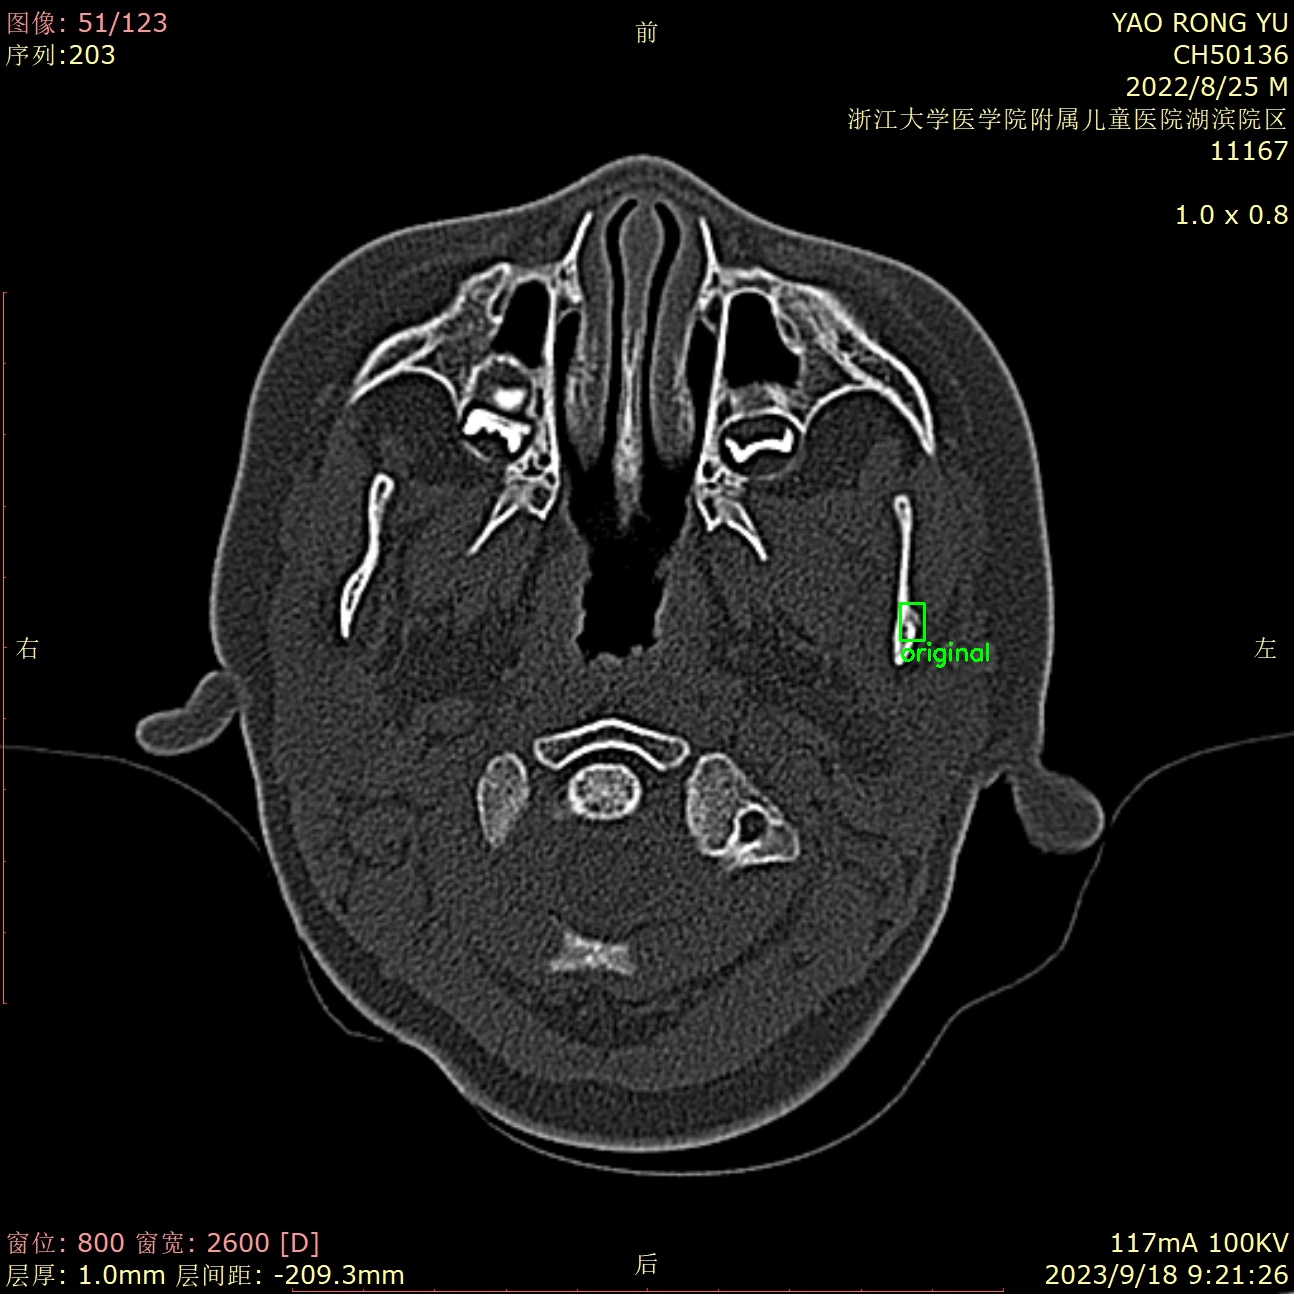 图像: 51/123
序列:203
前
YAO RONG YU
CH50136
2022/8/25 M
浙江大学医学院附属儿童医院湖滨院区
11167
1.0 x 0.8
右
左
original
窗位: 800 窗宽: 2600 [D]
层厚: 1.0mm 层间距: -209.3mm
后
117mA 100KV
2023/9/18 9:21:26